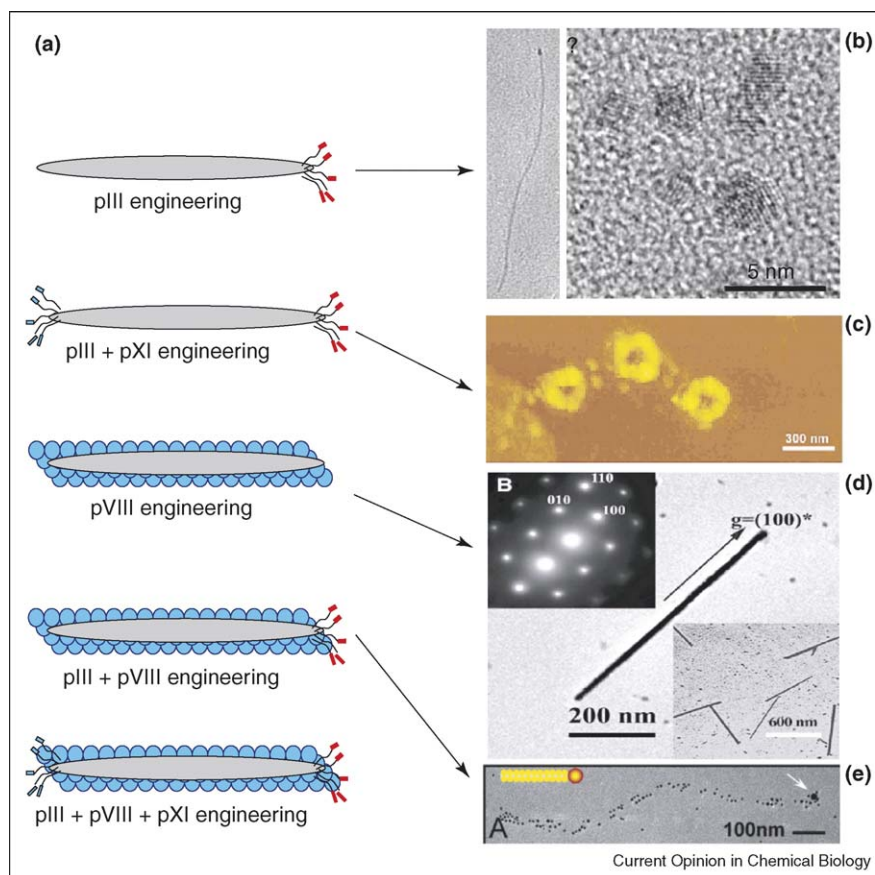 (a)
pIII engineering
pIII + pXI engineering
pVIII engineering
pIII + pVIII engineering
pIII + pVIII + pXI engineering
?
(b)
5 nm
(c)
300 nm
B
110
010
100
(d)
g=(100)*
200 nm
600 nm
(e)
A
100nm
Current Opinion in Chemical Biology